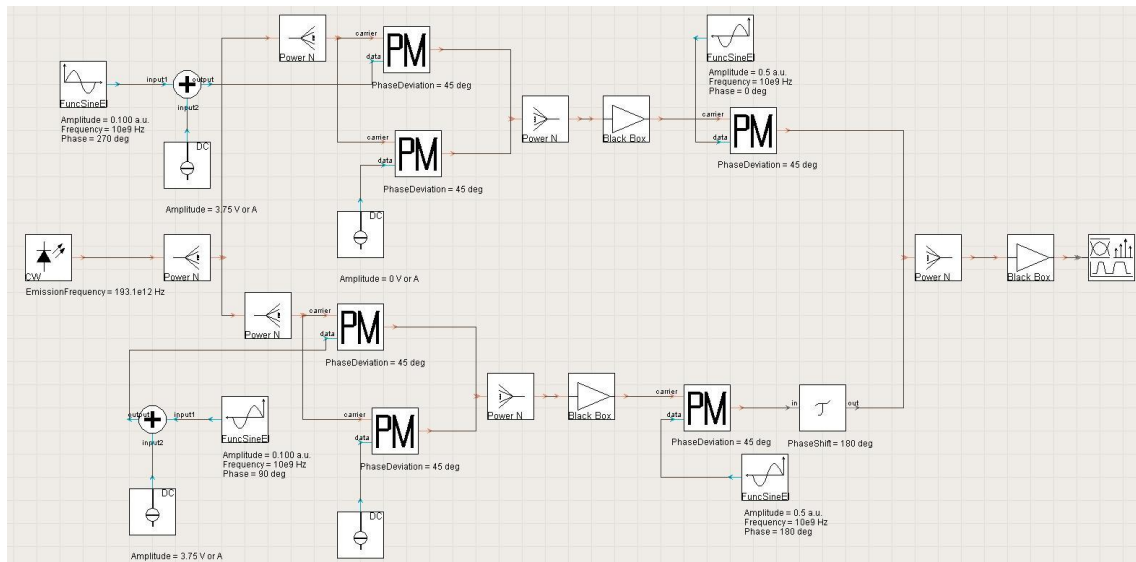 Power N
carrier
data
PM
PhaseDeviation = 45 deg
FuncSineEl
Amplitude = 0.5 a.u.
Frequency = 10e9 Hz
Phase = 0 deg
FuncSineEl
input1
output
input2
Amplitude = 0.100 a.u.
Frequency = 10e9 Hz
Phase = 270 deg
DC
Amplitude = 3.75 V or A
carrier
data
PM
PhaseDeviation = 45 deg
Power N
Black Box
carrier
data
PM
PhaseDeviation = 45 deg
DC
Amplitude = 0 V or A
CW
EmissionFrequency = 193.1e12 Hz
Power N
Power N
Black Box
Power N
carrier
data
PM
PhaseDeviation = 45 deg
output
input1
input2
FuncSineEl
Amplitude = 0.100 a.u.
Frequency = 10e9 Hz
Phase = 90 deg
DC
Amplitude = 3.75 V or A
carrier
data
PM
PhaseDeviation = 45 deg
DC
Power N
Black Box
carrier
data
PM
PhaseDeviation = 45 deg
in
τ
out
PhaseShift = 180 deg
FuncSineEl
Amplitude = 0.5 a.u.
Frequency = 10e9 Hz
Phase = 180 deg